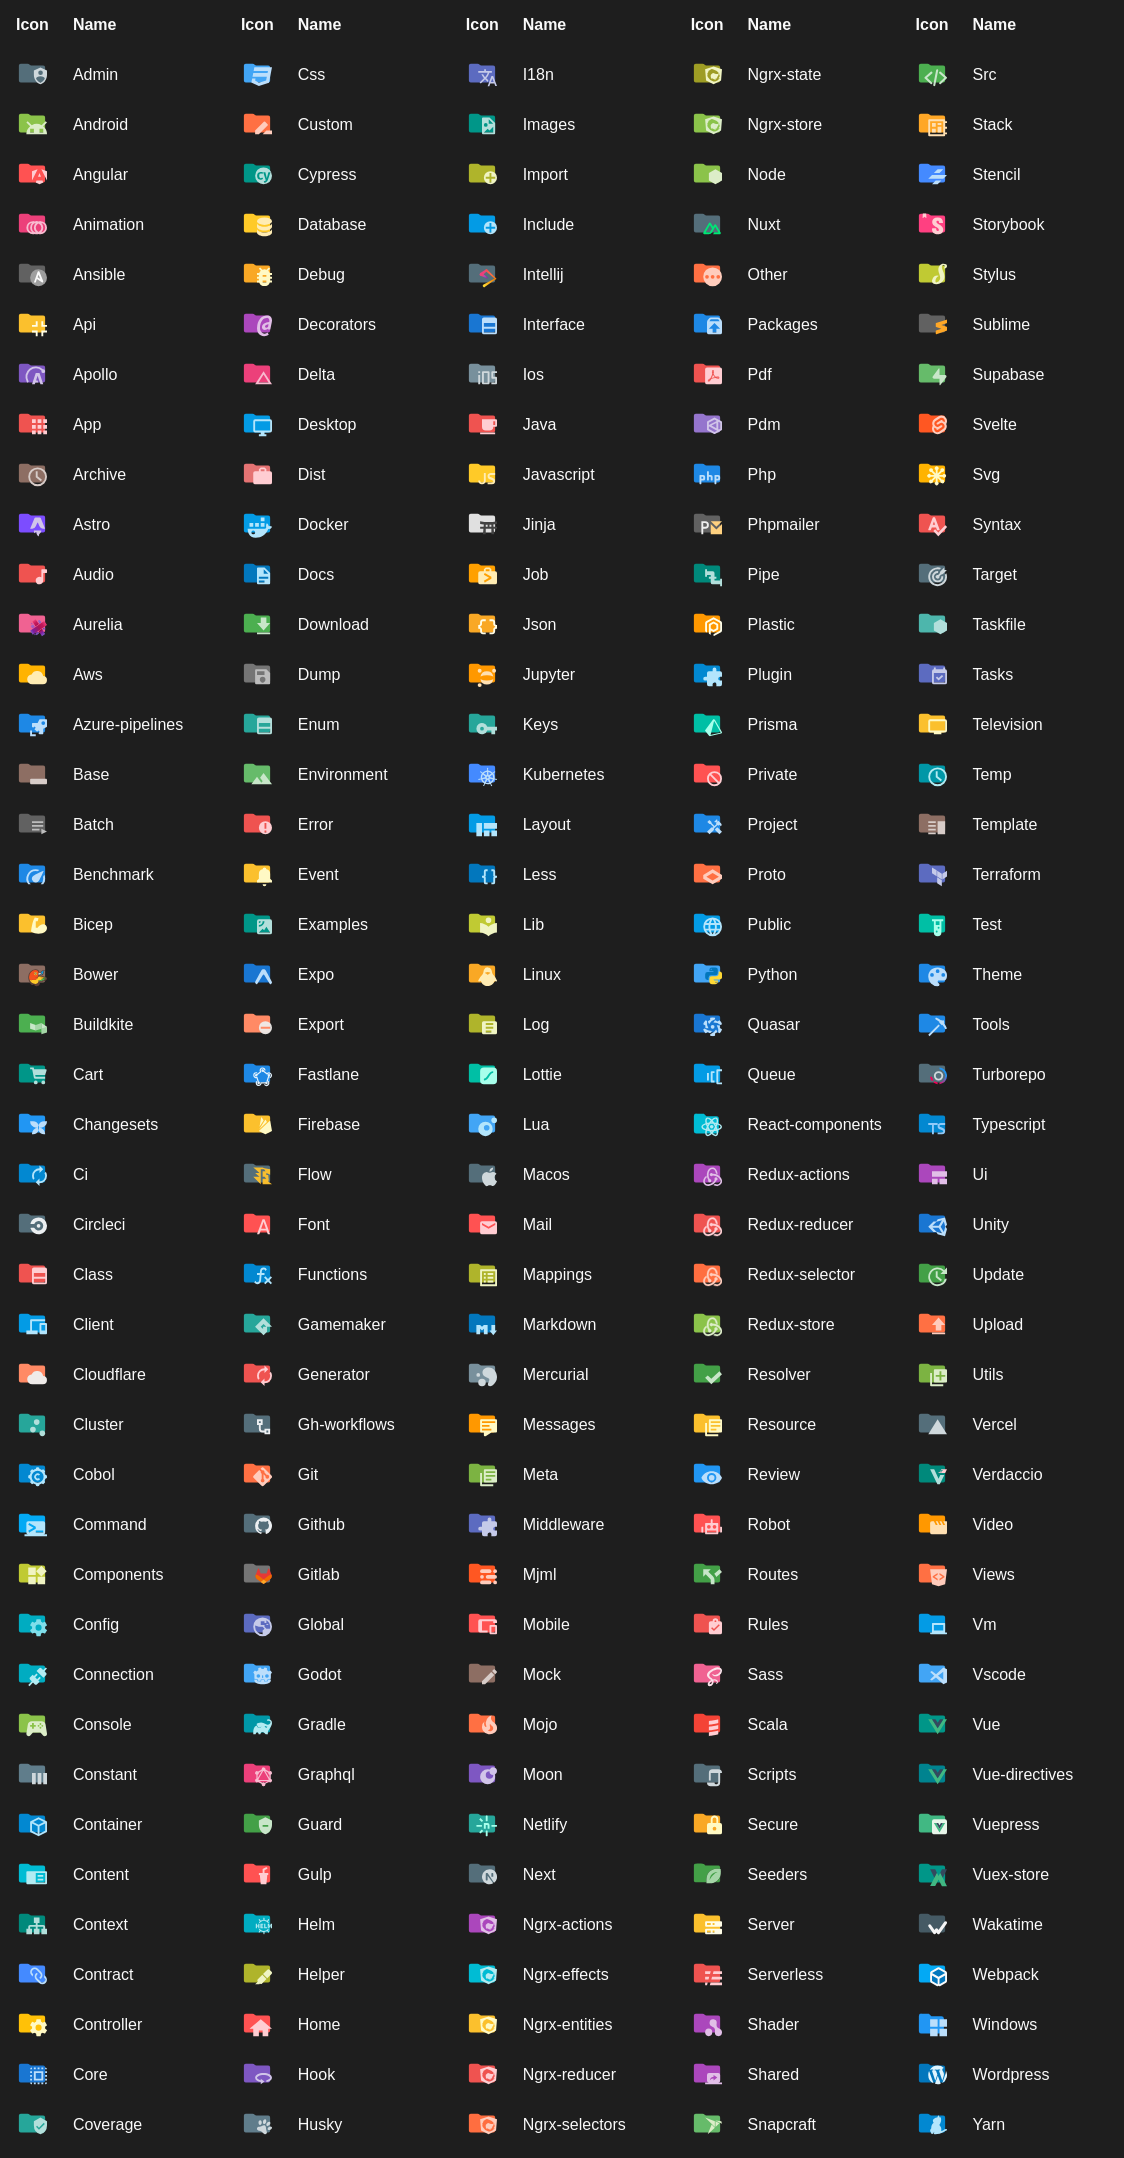 Icon Name Icon Name Icon Name Icon Name Icon Name
Admin Css I18n Ngrx-state Src
Android Custom Images Ngrx-store Stack
Angular Cypress Import Node Stencil
Animation Database Include Nuxt Storybook
Ansible Debug Intellij Other Stylus
Api Decorators Interface Packages Sublime
Apollo Delta Ios Pdf Supabase
App Desktop Java Pdm Svelte
Archive Dist Javascript Php Svg
Astro Docker Jinja Phpmailer Syntax
Audio Docs Job Pipe Target
Aurelia Download Json Plastic Taskfile
Aws Dump Jupyter Plugin Tasks
Azure-pipelines Enum Keys Prisma Television
Base Environment Kubernetes Private Temp
Batch Error Layout Project Template
Benchmark Event Less Proto Terraform
Bicep Examples Lib Public Test
Bower Expo Linux Python Theme
Buildkite Export Log Quasar Tools
Cart Fastlane Lottie Queue Turborepo
Changesets Firebase Lua React-components Typescript
Ci Flow Macos Redux-actions Ui
Circleci Font Mail Redux-reducer Unity
Class Functions Mappings Redux-selector Update
Client Gamemaker Markdown Redux-store Upload
Cloudflare Generator Mercurial Resolver Utils
Cluster Gh-workflows Messages Resource Vercel
Cobol Git Meta Review Verdaccio
Command Github Middleware Robot Video
Components Gitlab Mjml Routes Views
Config Global Mobile Rules Vm
Connection Godot Mock Sass Vscode
Console Gradle Mojo Scala Vue
Constant Graphql Moon Scripts Vue-directives
Container Guard Netlify Secure Vuepress
Content Gulp Next Seeders Vuex-store
Context Helm Ngrx-actions Server Wakatime
Contract Helper Ngrx-effects Serverless Webpack
Controller Home Ngrx-entities Shader Windows
Core Hook Ngrx-reducer Shared Wordpress
Coverage Husky Ngrx-selectors Snapcraft Yarn